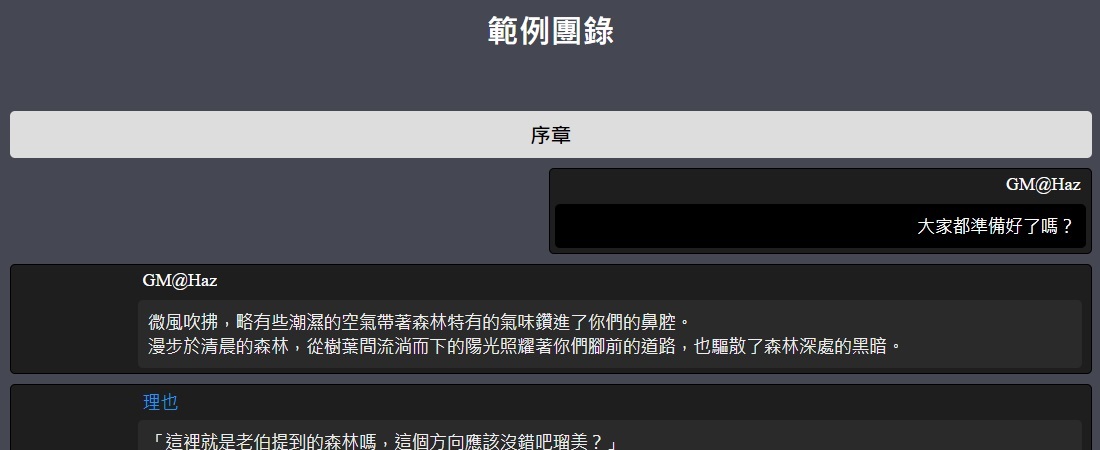 範例團錄
序章
GM@Haz
大家都準備好了嗎？
GM@Haz
微風吹拂，略有些潮濕的空氣帶著森林特有的氣味鑽進了你們的鼻腔。
漫步於清晨的森林，從樹葉間流淌而下的陽光照耀著你們腳前的道路，也驅散了森林深處的黑暗。
理也
「這裡就是老伯提到的森林嗎，這個方向應該沒錯吧瑠美？」